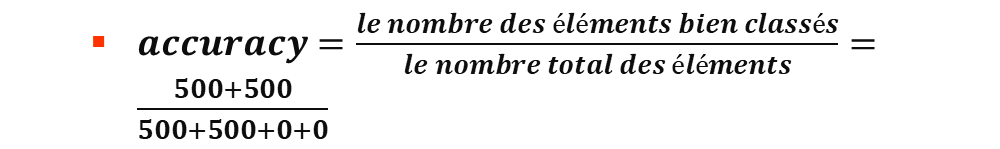 ▪ accuracy = le nombre des éléments bien classés / le nombre total des éléments =
500+500 / 500+500+0+0